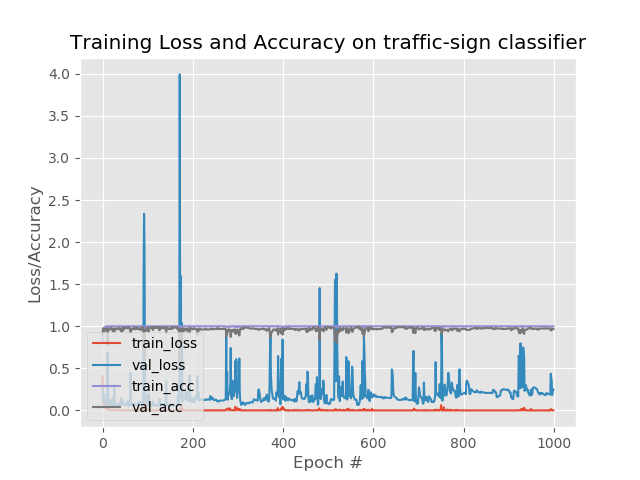 Training Loss and Accuracy on traffic-sign classifier
4.0
3.5
3.0
2.5
2.0
1.5
1.0
0.5
0.0
Loss/Accuracy
train_loss
val_loss
train_acc
val_acc
0 200 400 600 800 1000
Epoch #